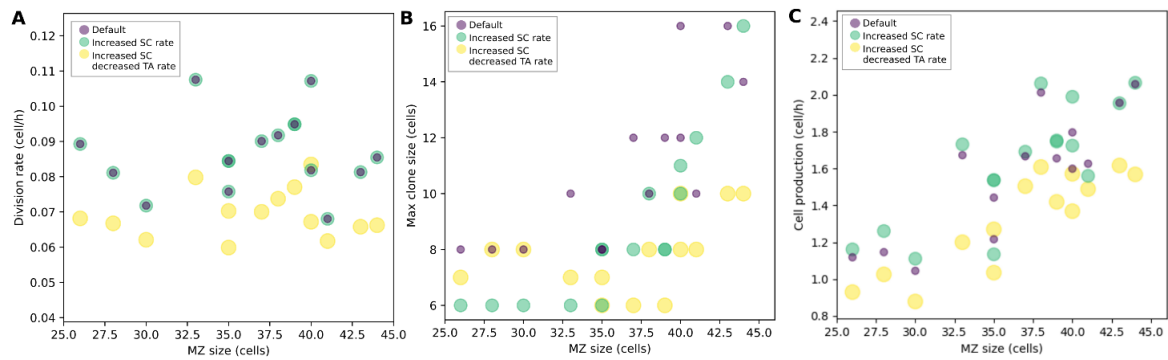 A
Division rate (cell/h)
0.12
0.11
0.10
0.09
0.08
0.07
0.06
0.05
0.04
Default
Increased SC rate
Increased SC
decreased TA rate
25.0 27.5 30.0 32.5 35.0 37.5 40.0 42.5 45.0
MZ size (cells)
B
Max clone size (cells)
16
14
12
10
8
6
Default
Increased SC rate
Increased SC
decreased TA rate
25.0 27.5 30.0 32.5 35.0 37.5 40.0 42.5 45.0
MZ size (cells)
C
Cell production (cell/h)
2.4
2.2
2.0
1.8
1.6
1.4
1.2
1.0
0.8
Default
Increased SC
Increased SC
decreased TA rate
25.0 27.5 30.0 32.5 35.0 37.5 40.0 42.5 45.0
MZ size (cells)